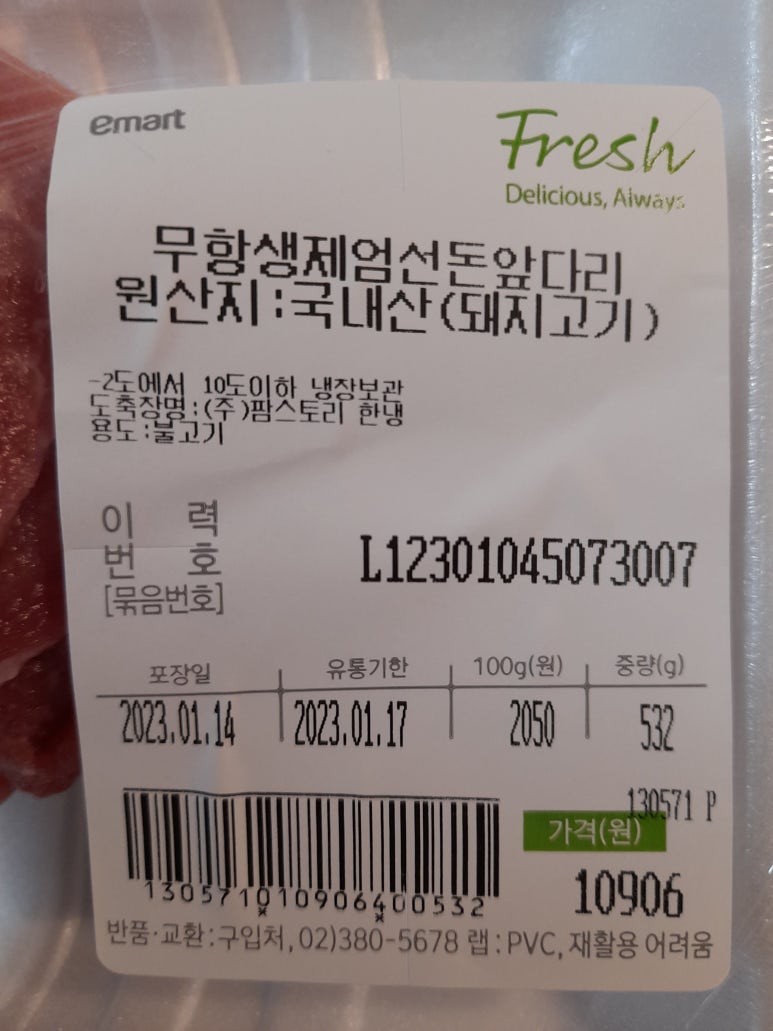 emart
Fresh
Delicious, Always
무항생제엄선돈앞다리
원산지:국내산(돼지고기)
-2도에서 10도이하 냉장보관
도축장명:(주)팜스토리 한냉
용도:불고기
이 력
번 호
[묶음번호]
L12301045073007
포장일 유통기한 100g(원) 중량(g)
2023.01.14 2023.01.17 2050 532
130571 P
가격(원)
10906
130571010906400532
반품·교환:구입처, 02)380-5678 랩:PVC, 재활용 어려움